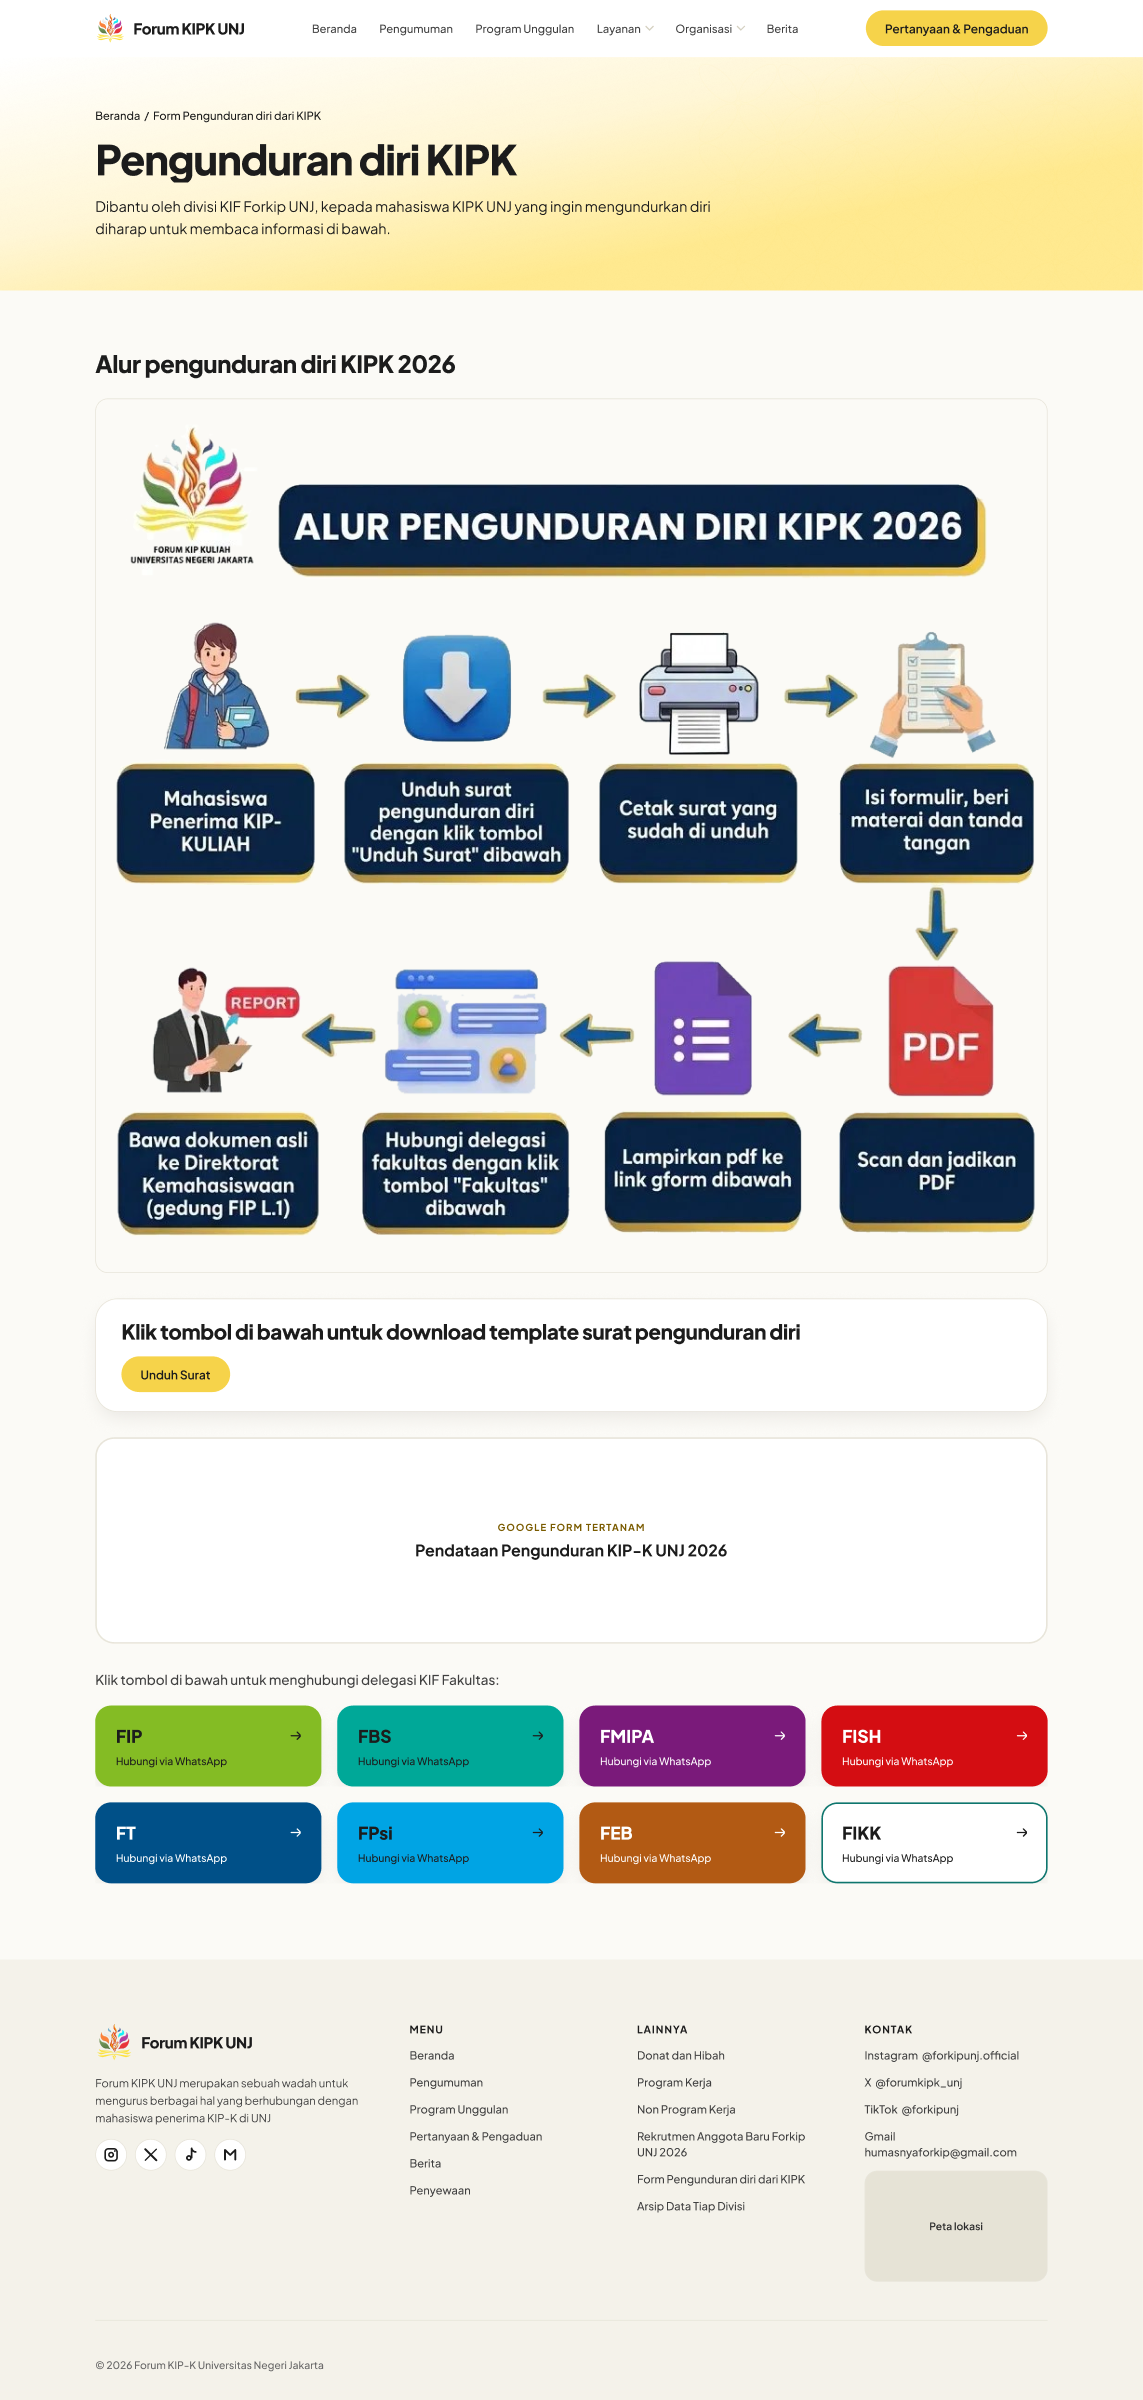 Forum KIPK UNJ
Beranda
Pengumuman
Program Unggulan
Layanan
Organisasi
Berita
Pertanyaan & Pengaduan
Beranda / Form Pengunduran diri dari KIPK
Pengunduran diri KIPK
Dibantu oleh divisi KIF Forkip UNJ, kepada mahasiswa KIPK UNJ yang ingin mengundurkan diri
diharap untuk membaca informasi di bawah.
Alur pengunduran diri KIPK 2026
FORUM KIP KULIAH
UNIVERSITAS NEGERI JAKARTA
ALUR PENGUNDURAN DIRI KIPK 2026
Mahasiswa
Penerima KIP-
KULIAH
Unduh surat
pengunduran diri
dengan klik tombol
"Unduh Surat" dibawah
Cetak surat yang
sudah di unduh
Isi formulir, beri
materai dan tanda
tangan
REPORT
PDF
Bawa dokumen asli
ke Direktorat
Kemahasiswaan
(gedung FIP L.1)
Hubungi delegasi
fakultas dengan klik
tombol "Fakultas"
dibawah
Lampirkan pdf ke
link gform dibawah
Scan dan jadikan
PDF
Klik tombol di bawah untuk download template surat pengunduran diri
Unduh Surat
GOOGLE FORM TERTANAM
Pendataan Pengunduran KIP-K UNJ 2026
Klik tombol di bawah untuk menghubungi delegasi KIF Fakultas:
FIP
Hubungi via WhatsApp
FBS
Hubungi via WhatsApp
FMIPA
Hubungi via WhatsApp
FISH
Hubungi via WhatsApp
FT
Hubungi via WhatsApp
FPsi
Hubungi via WhatsApp
FEB
Hubungi via WhatsApp
FIKK
Hubungi via WhatsApp
Forum KIPK UNJ
Forum KIPK UNJ merupakan sebuah wadah untuk
mengurus berbagai hal yang berhubungan dengan
mahasiswa penerima KIP-K di UNJ
MENU
Beranda
Pengumuman
Program Unggulan
Pertanyaan & Pengaduan
Berita
Penyewaan
LAINNYA
Donat dan Hibah
Program Kerja
Non Program Kerja
Rekrutmen Anggota Baru Forkip
UNJ 2026
Form Pengunduran diri dari KIPK
Arsip Data Tiap Divisi
KONTAK
Instagram @forkipunj.official
X @forumkipk_unj
TikTok @forkipunj
Gmail
humasnyaforkip@gmail.com
Peta lokasi
© 2026 Forum KIP-K Universitas Negeri Jakarta